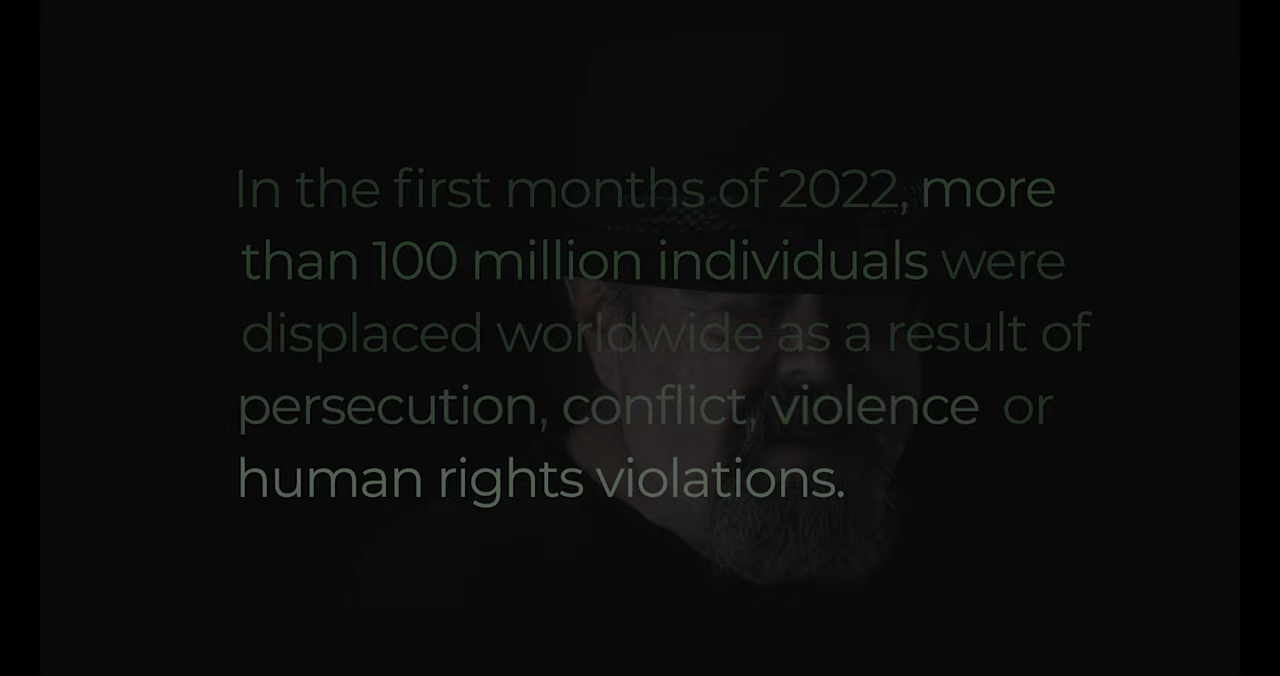 In the first months of 2022, more
than 100 million individuals were
displaced worldwide as a result of
persecution, conflict, violence or
human rights violations.